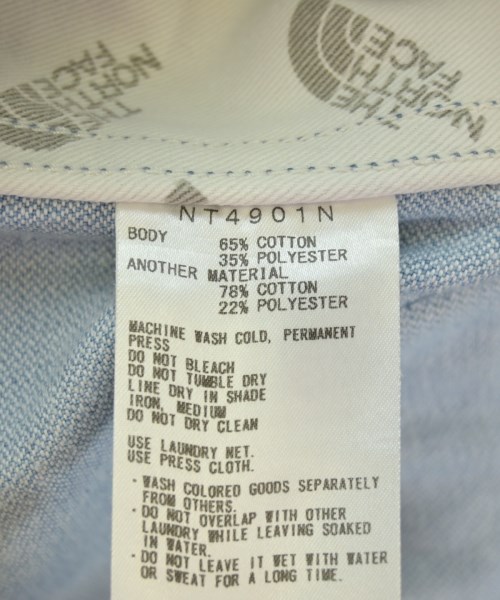 THE
NORTH
FACE
THE
NORTH
FACE
NT4901N
BODY
65% COTTON
35% POLYESTER
ANOTHER MATERIAL
78% COTTON
22% POLYESTER
MACHINE WASH COLD, PERMANENT
PRESS
DO NOT BLEACH
DO NOT TUMBLE DRY
LINE DRY IN SHADE
IRON, MEDIUM
DO NOT DRY CLEAN
USE LAUNDRY NET.
USE PRESS CLOTH.
・WASH COLORED GOODS SEPARATELY
FROM OTHERS.
・DO NOT OVERLAP WITH OTHER
LAUNDRY WHILE LEAVING SOAKED
IN WATER.
・DO NOT LEAVE IT WET WITH WATER
OR SWEAT FOR A LONG TIME.